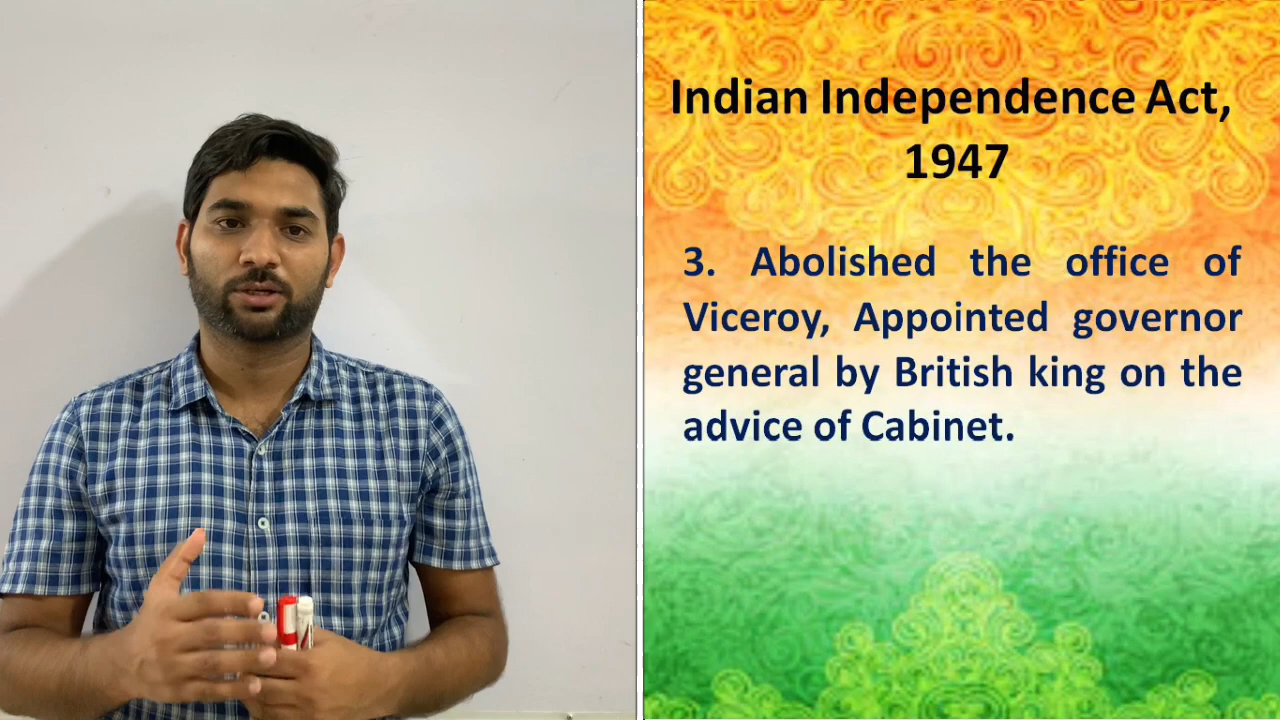 Indian Independence Act,
1947
3. Abolished the office of
Viceroy, Appointed governor
general by British king on the
advice of Cabinet.